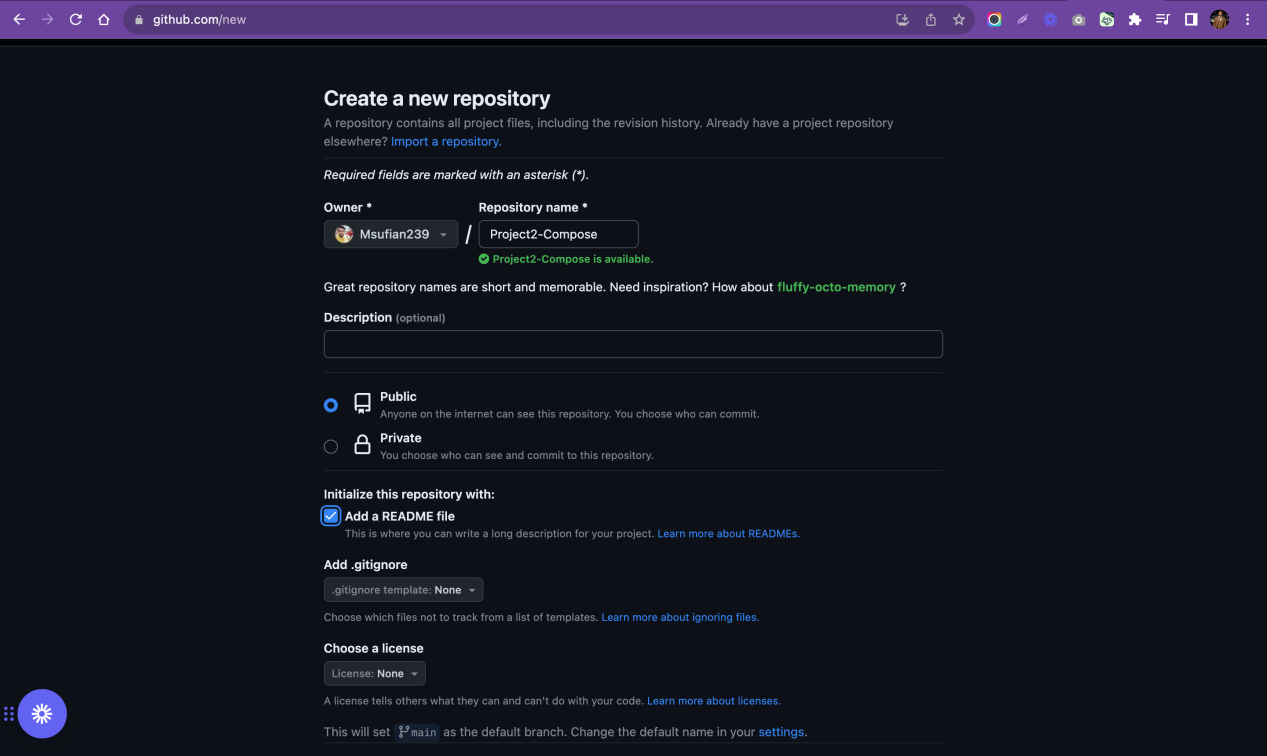 github.com/new
Create a new repository
A repository contains all project files, including the revision history. Already have a project repository
elsewhere? Import a repository.
Required fields are marked with an asterisk (*).
Owner * Repository name *
Msufian239 / Project2-Compose
Project2-Compose is available.
Great repository names are short and memorable. Need inspiration? How about fluffy-octo-memory ?
Description (optional)
Public
Anyone on the internet can see this repository. You choose who can commit.
Private
You choose who can see and commit to this repository.
Initialize this repository with:
Add a README file
This is where you can write a long description for your project. Learn more about READMEs.
Add .gitignore
.gitignore template: None
Choose which files not to track from a list of templates. Learn more about ignoring files.
Choose a license
License: None
A license tells others what they can and can't do with your code. Learn more about licenses.
This will set main as the default branch. Change the default name in your settings.